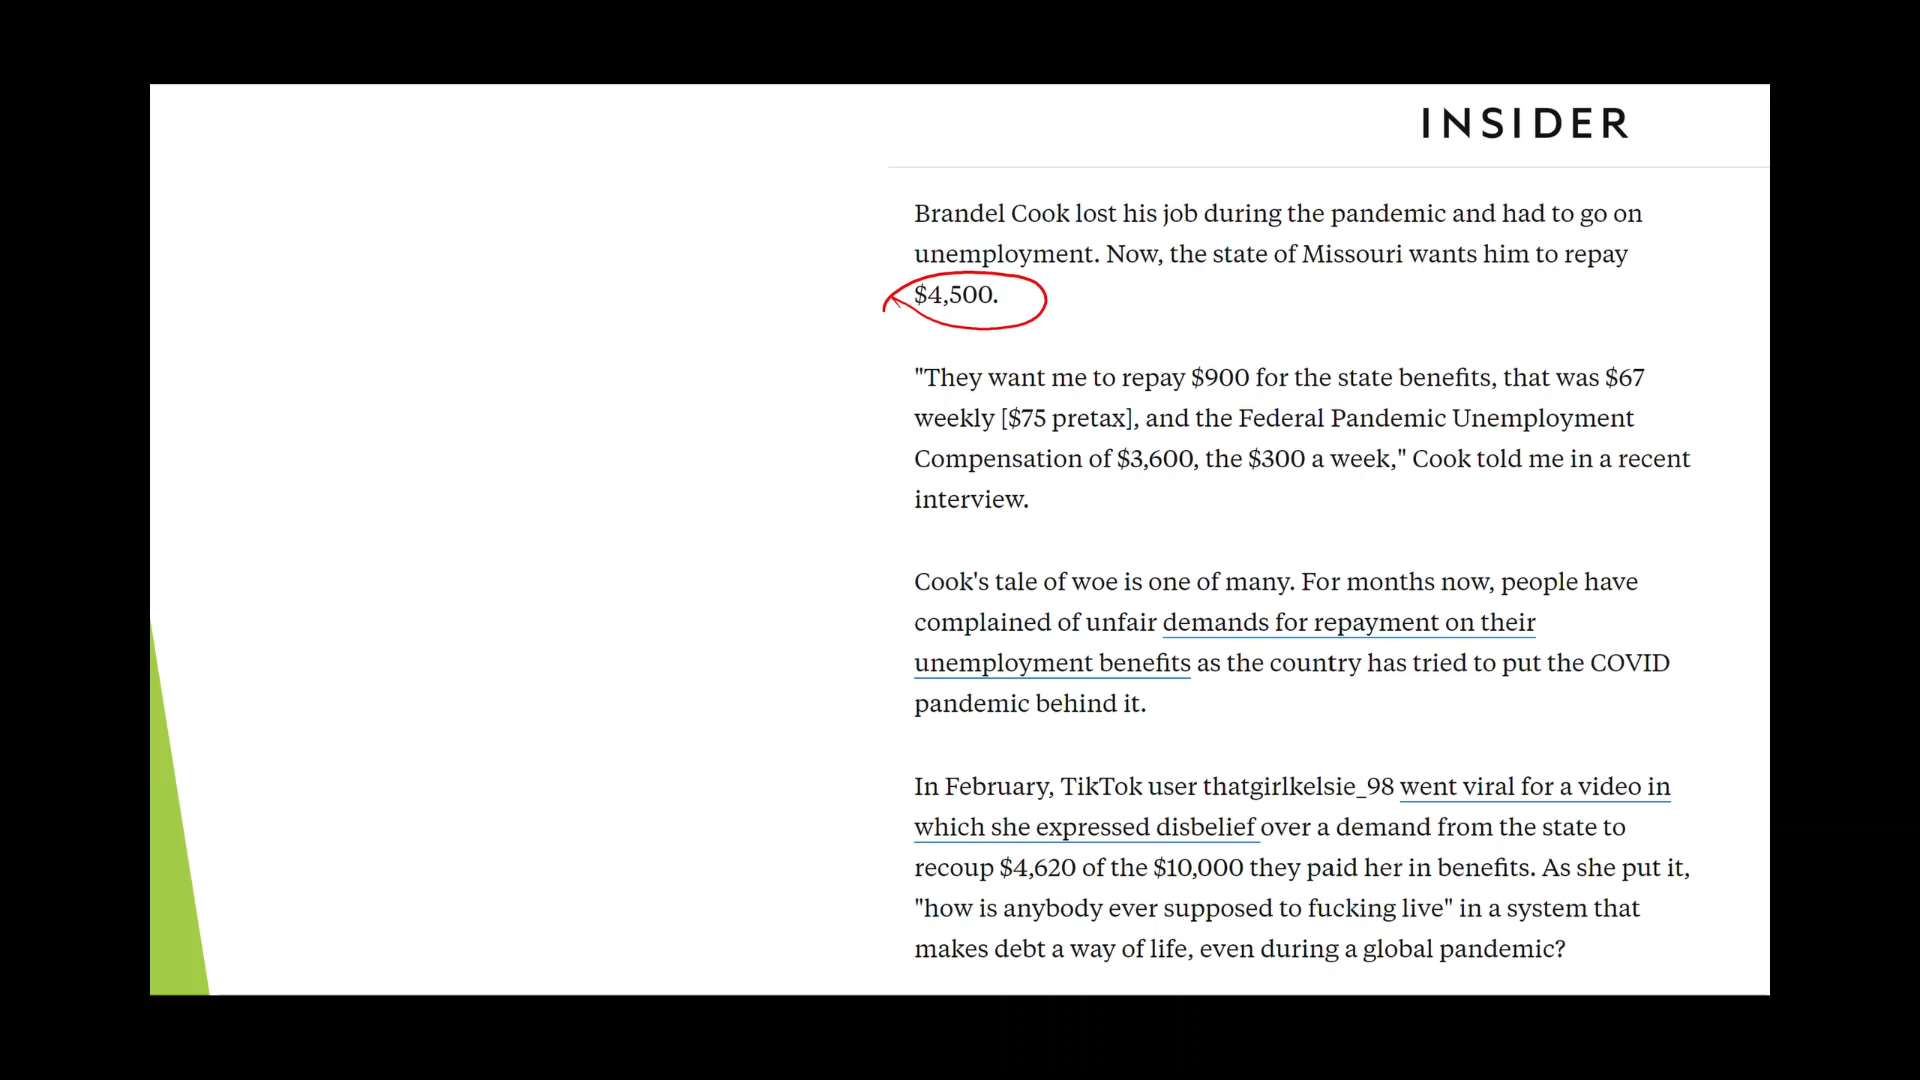 INSIDER
Brandel Cook lost his job during the pandemic and had to go on
unemployment. Now, the state of Missouri wants him to repay
$4,500.
"They want me to repay $900 for the state benefits, that was $67
weekly [$75 pretax], and the Federal Pandemic Unemployment
Compensation of $3,600, the $300 a week," Cook told me in a recent
interview.
Cook's tale of woe is one of many. For months now, people have
complained of unfair demands for repayment on their
unemployment benefits as the country has tried to put the COVID
pandemic behind it.
In February, TikTok user thatgirlkelsie_98 went viral for a video in
which she expressed disbelief over a demand from the state to
recoup $4,620 of the $10,000 they paid her in benefits. As she put it,
"how is anybody ever supposed to fucking live" in a system that
makes debt a way of life, even during a global pandemic?